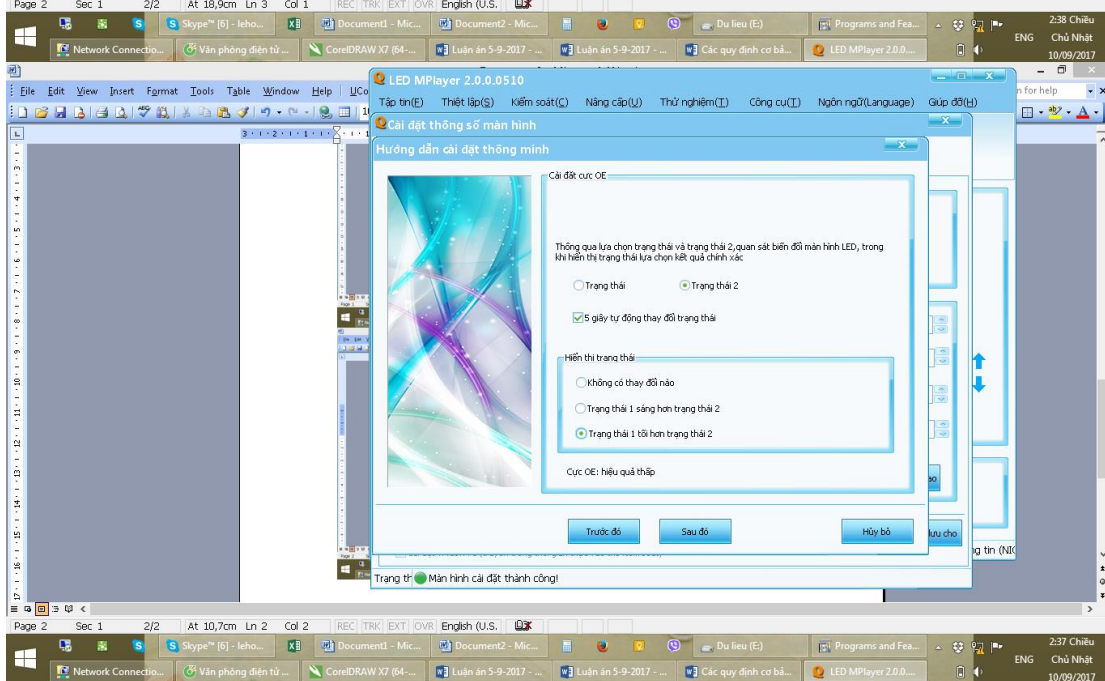 Page 2 Sec 1 2/2 At 18,9cm Ln 3 Col 1 REC TRK EXT OVR English (U.S.
Skype™ [6] - leho... Document1 - Mic... Document2 - Mic... Du lieu (E:) Programs and Fea... 2:38 Chiều
ENG Chủ Nhật
Network Connectio... Văn phòng điện tử ... CorelDRAW X7 (64-... Luận án 5-9-2017 - ... Luận án 5-9-2017 - ... Các quy định cơ bả... LED MPlayer 2.0.0.... 10/09/2017
LED MPlayer 2.0.0.0510
File Edit View Insert Format Tools Table Window Help UCo
n for help
Tập tin(F) Thiết lập(S) Kiểm soát(C) Nâng cấp(U) Thử nghiệm(T) Công cụ(T) Ngôn ngữ(Language) Giúp đỡ(H)
Cài đặt thông số màn hình
Hướng dẫn cài đặt thông minh
Cài đặt cực OE
Thông qua lựa chọn trạng thái và trạng thái 2,quan sát biến đổi màn hình LED, trong
khi hiển thị trạng thái lựa chọn kết quả chính xác
Trạng thái Trạng thái 2
5 giây tự động thay đổi trạng thái
Hiển thị trạng thái
Không có thay đổi nào
Trạng thái 1 sáng hơn trạng thái 2
Trạng thái 1 tối hơn trạng thái 2
Cực OE: hiệu quả thấp
Trước đó Sau đó Hủy bỏ
lưu cho
ng tin (NIC
Trạng th Màn hình cài đặt thành công!
Page 2 Sec 1 2/2 At 10,7cm Ln 2 Col 2 REC TRK EXT OVR English (U.S.
Skype™ [6] - leho... Document1 - Mic... Document2 - Mic... Du lieu (E:) Programs and Fea... 2:37 Chiều
ENG Chủ Nhật
Network Connectio... Văn phòng điện tử ... CorelDRAW X7 (64-... Luận án 5-9-2017 - ... Luận án 5-9-2017 - ... Các quy định cơ bả... LED MPlayer 2.0.0.... 10/09/2017